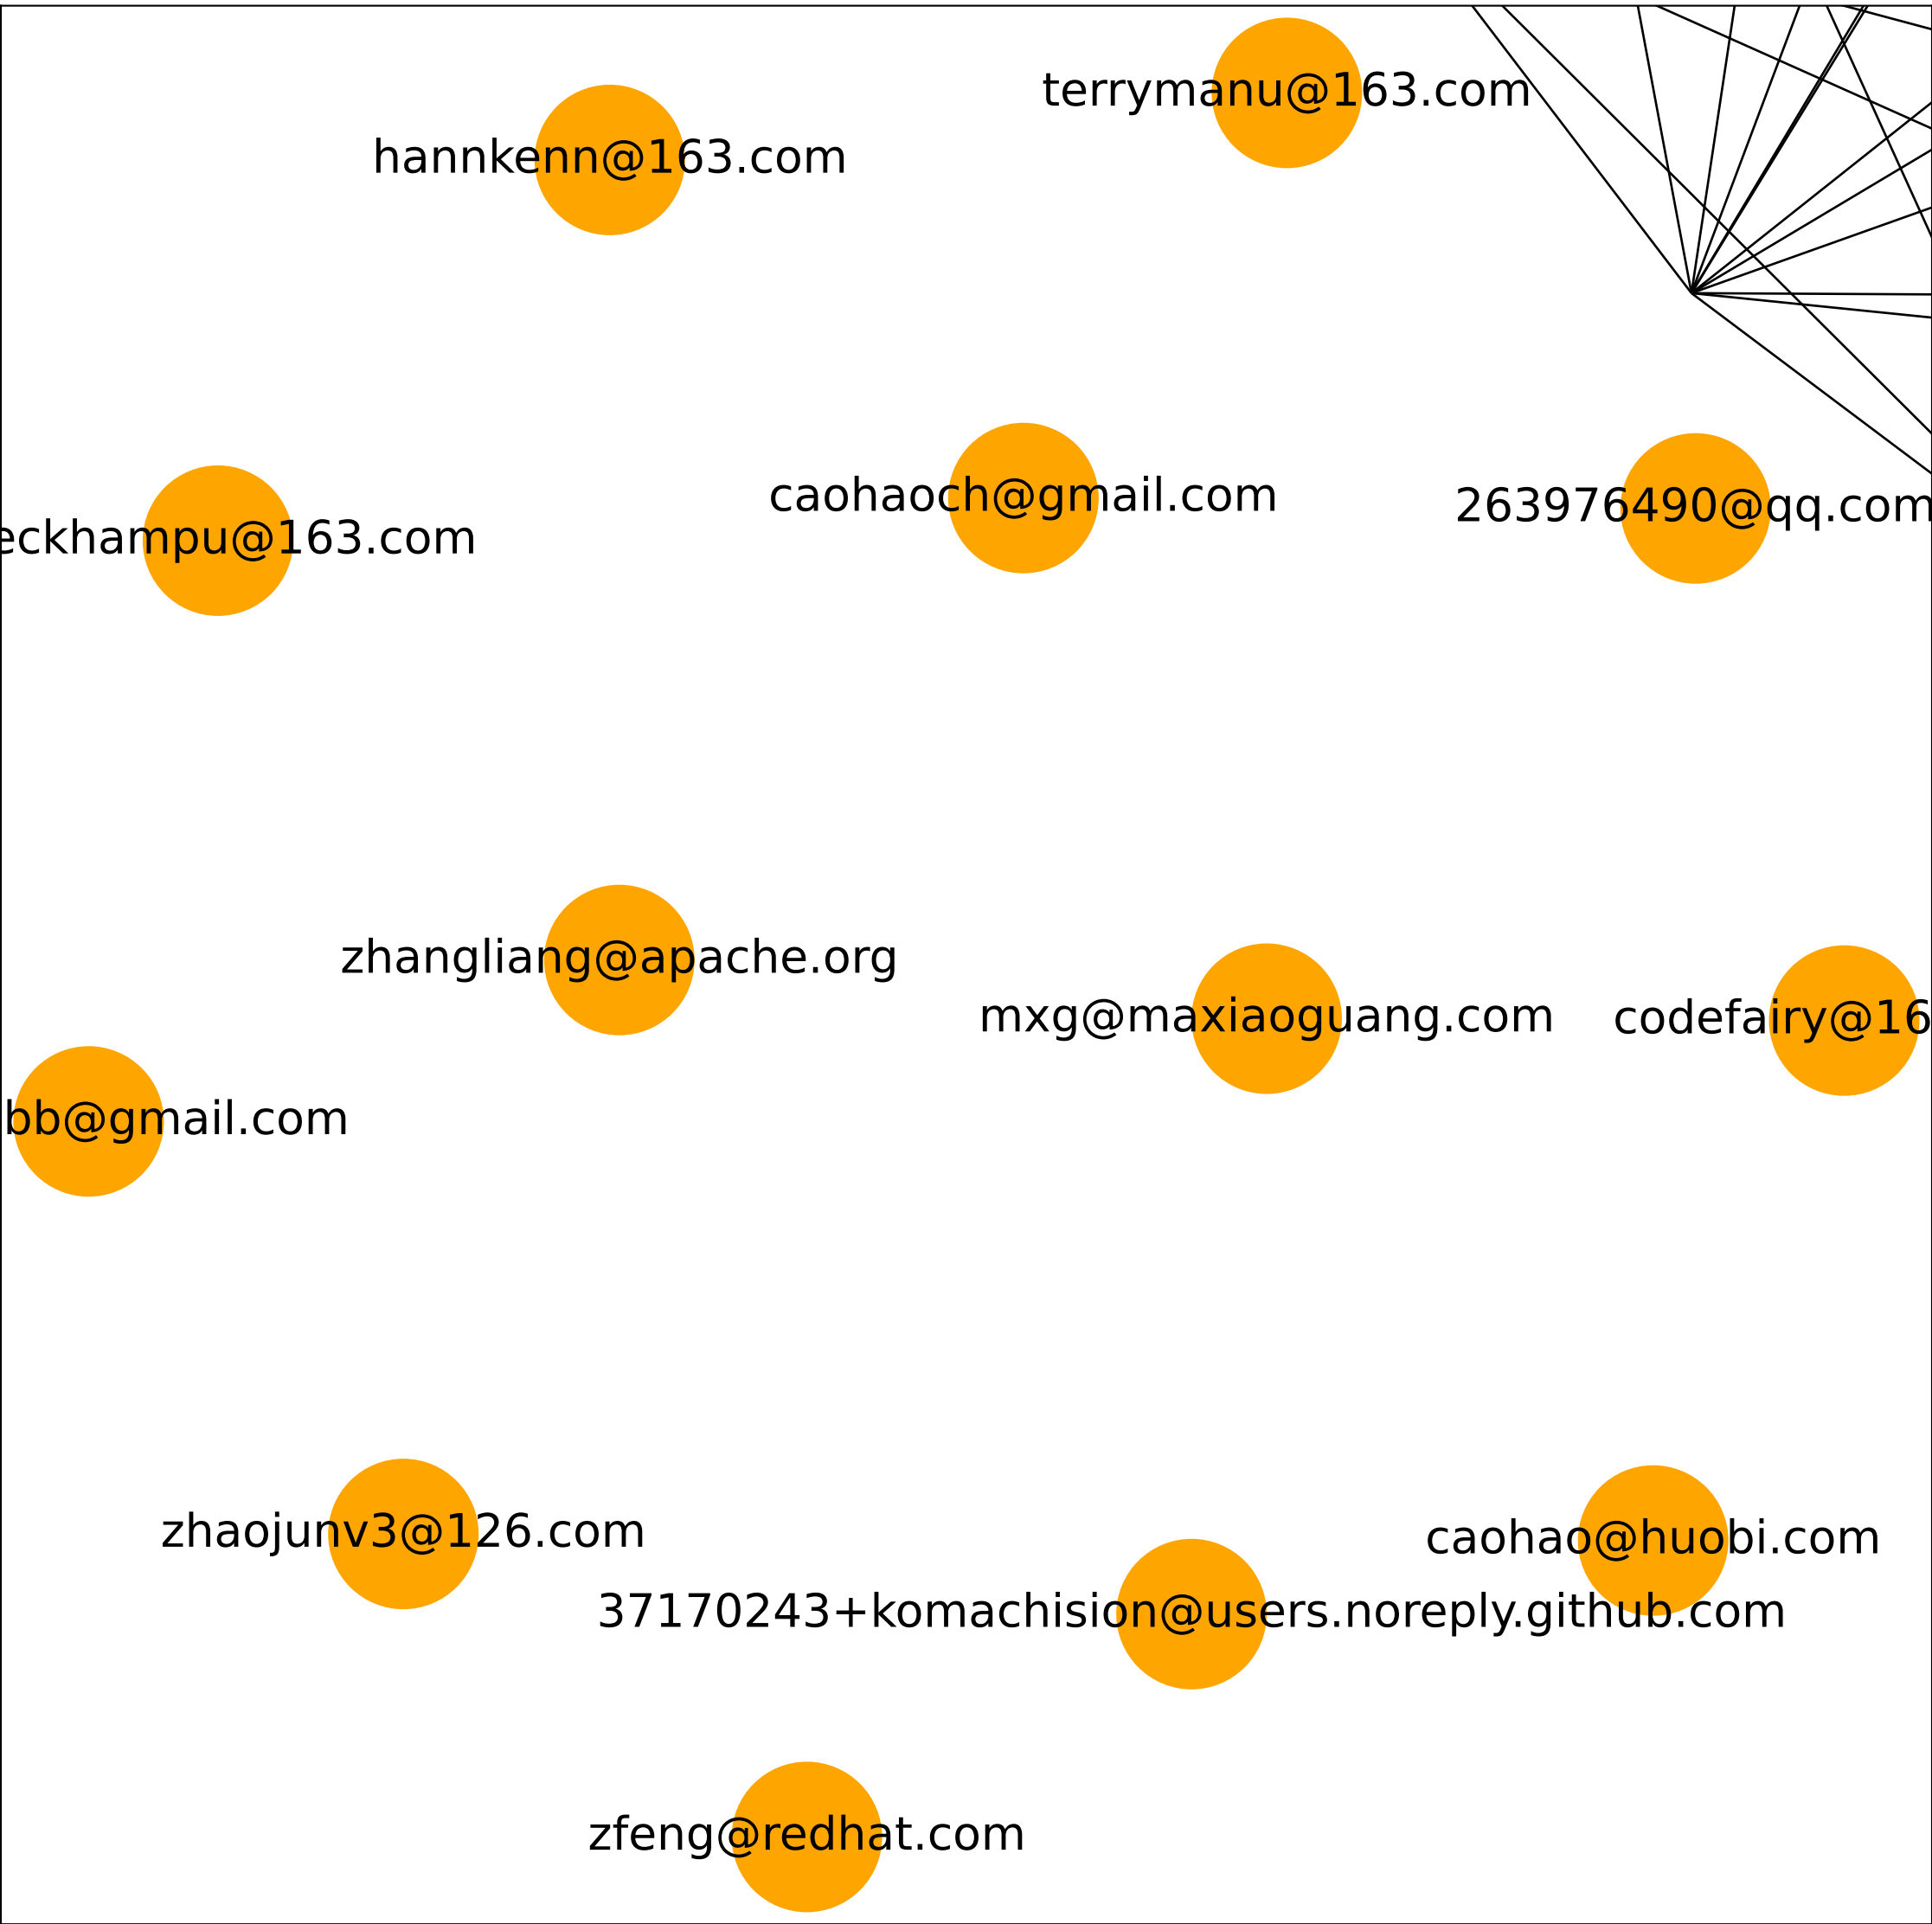 terrymanu@163.com
hannkenn@163.com
caohaoch@gmail.com
263976490@qq.com
eckhampu@163.com
zhangliang@apache.org
mxg@maxiaoguang.com
codefairy@16
bb@gmail.com
zhaojunv3@126.com
caohao@huobi.com
37170243+komachision@users.noreply.github.com
zfeng@redhat.com